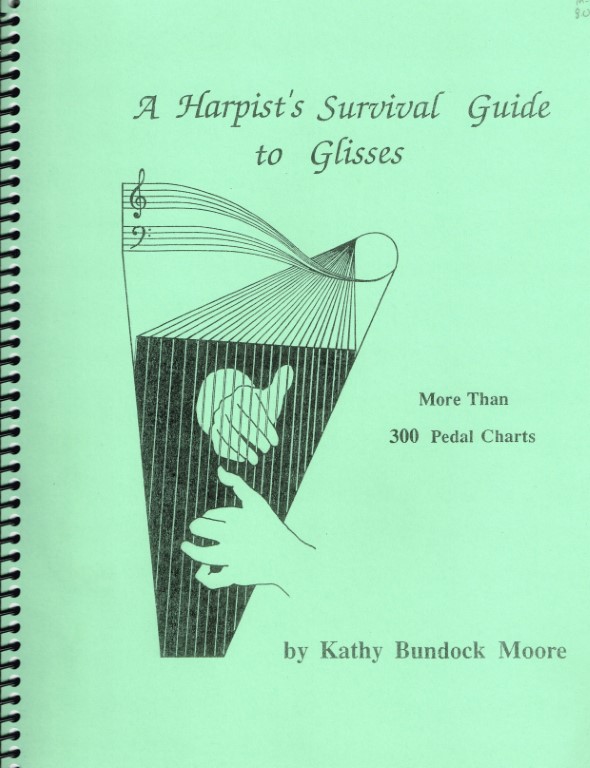 A Harpist's Survival Guide
to Glisses
More Than
300 Pedal Charts
by Kathy Bundock Moore